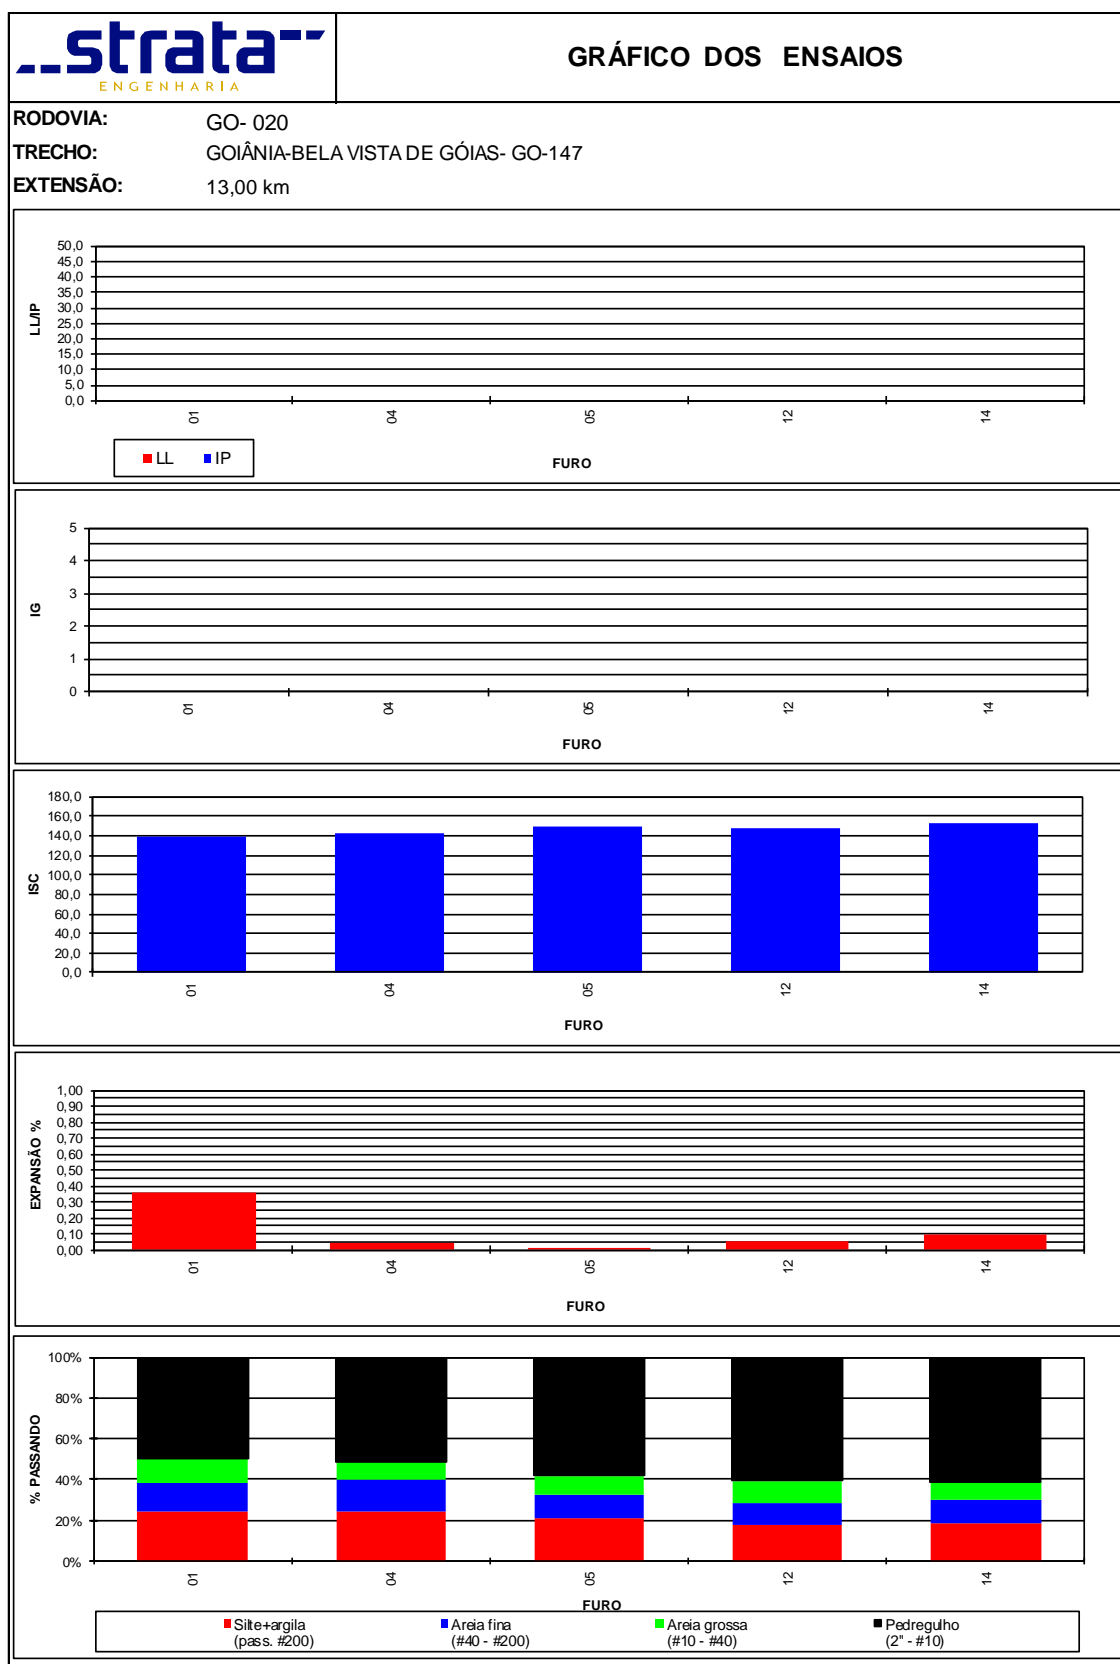 strata
ENGENHARIA
GRÁFICO DOS ENSAIOS
RODOVIA: GO- 020
TRECHO: GOIÂNIA-BELA VISTA DE GÓIAS- GO-147
EXTENSÃO: 13,00 km
LL/IP
50,0
45,0
40,0
35,0
30,0
25,0
20,0
15,0
10,0
5,0
0,0
01 04 05 12 14
LL IP
FURO
IG
5
4
3
2
1
0
01 04 05 12 14
FURO
ISC
180,0
160,0
140,0
120,0
100,0
80,0
60,0
40,0
20,0
0,0
01 04 05 12 14
FURO
EXPANSÃO %
1,00
0,90
0,80
0,70
0,60
0,50
0,40
0,30
0,20
0,10
0,00
01 04 05 12 14
FURO
% PASSANDO
100%
80%
60%
40%
20%
0%
01 04 05 12 14
FURO
Silte+argila
(pass. #200)
Areia fina
(#40 - #200)
Areia grossa
(#10 - #40)
Pedregulho
(2" - #10)